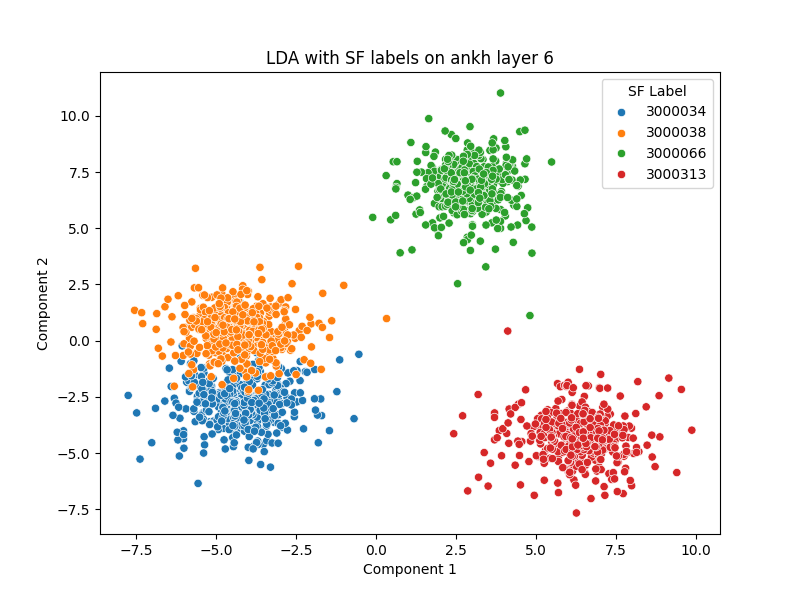 LDA with SF labels on ankh layer 6
SF Label
3000034
3000038
3000066
3000313
Component 2
10.0
7.5
5.0
2.5
0.0
−2.5
−5.0
−7.5
−7.5 −5.0 −2.5 0.0 2.5 5.0 7.5 10.0
Component 1